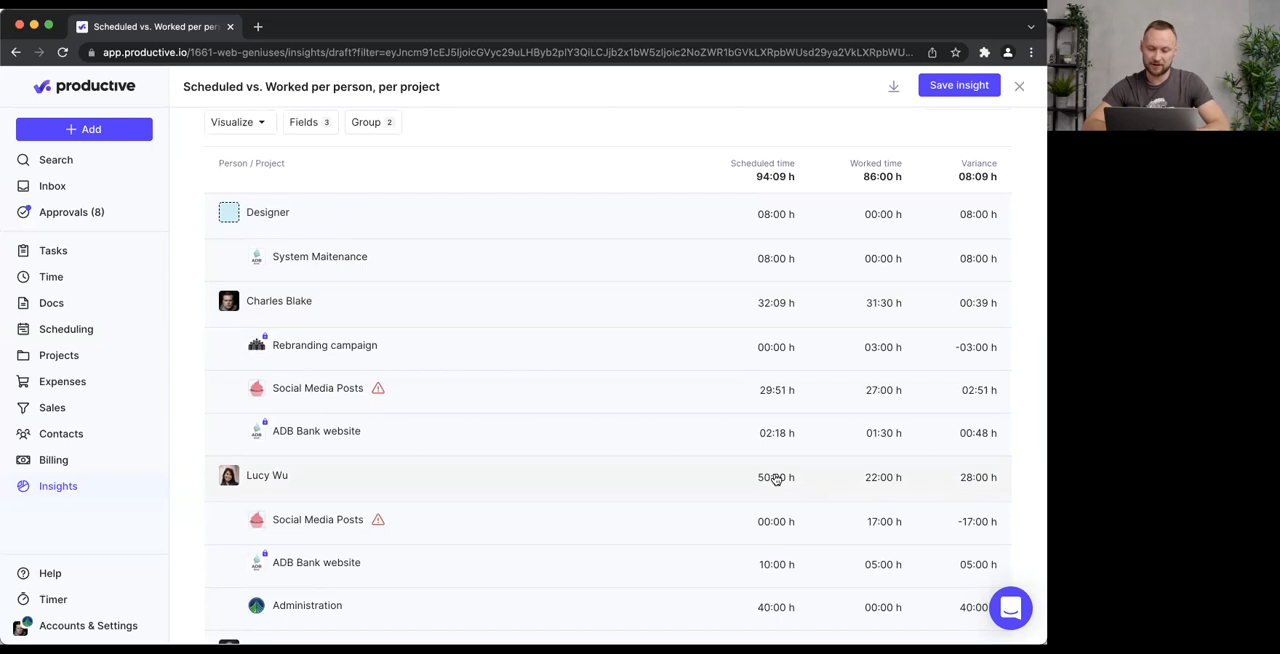 Scheduled vs. Worked per per
app.productive.io/1661-web-geniuses/insights/draft?filter=eyJncm91cEJ5IjoicGVyc29uLHByb2plY3QiLCJjb2x1bW5zIjoic2NoZWR1bGVkLXRpbWUsd29ya2VkLXRpbWU...
productive
Scheduled vs. Worked per person, per project
Save insight
+ Add
Search
Inbox
Approvals (8)
Tasks
Time
Docs
Scheduling
Projects
Expenses
Sales
Contacts
Billing
Insights
Help
Timer
Accounts & Settings
Visualize Fields 3 Group 2
Person / Project Scheduled time Worked time Variance
94:09 h 86:00 h 08:09 h
Designer 08:00 h 00:00 h 08:00 h
ADB System Maitenance 08:00 h 00:00 h 08:00 h
Charles Blake 32:09 h 31:30 h 00:39 h
Rebranding campaign 00:00 h 03:00 h -03:00 h
Social Media Posts 29:51 h 27:00 h 02:51 h
ADB ADB Bank website 02:18 h 01:30 h 00:48 h
Lucy Wu 22:00 h 28:00 h
Social Media Posts 00:00 h 17:00 h -17:00 h
ADB ADB Bank website 10:00 h 05:00 h 05:00 h
Administration 40:00 h 00:00 h 40:00